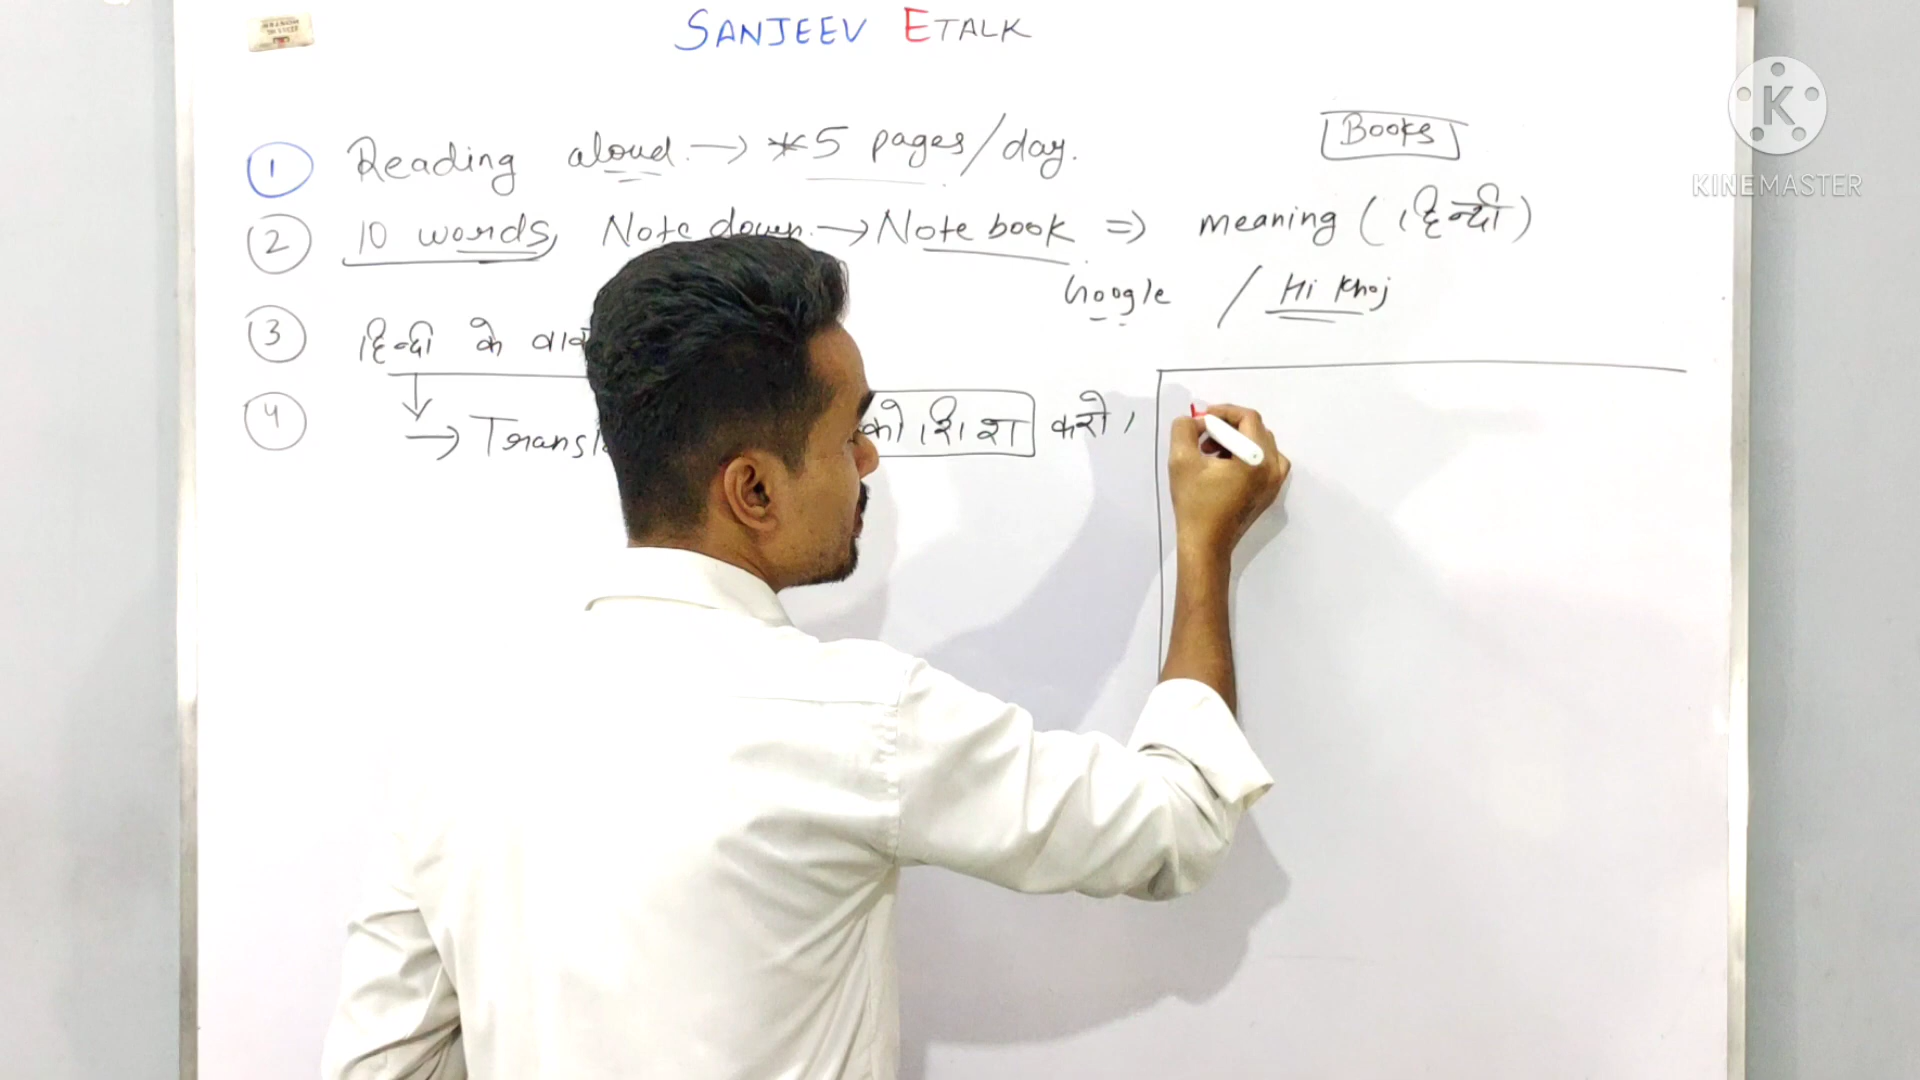 SANJEEV ETALK
Books
1 Reading aloud. → *5 pages/day.
2 10 words, Note down. → Note book ⇒ meaning (हिन्दी)
Google / Hi Khoj
3 हिन्दी के
4 → कोशिश करो।
KINEMASTER